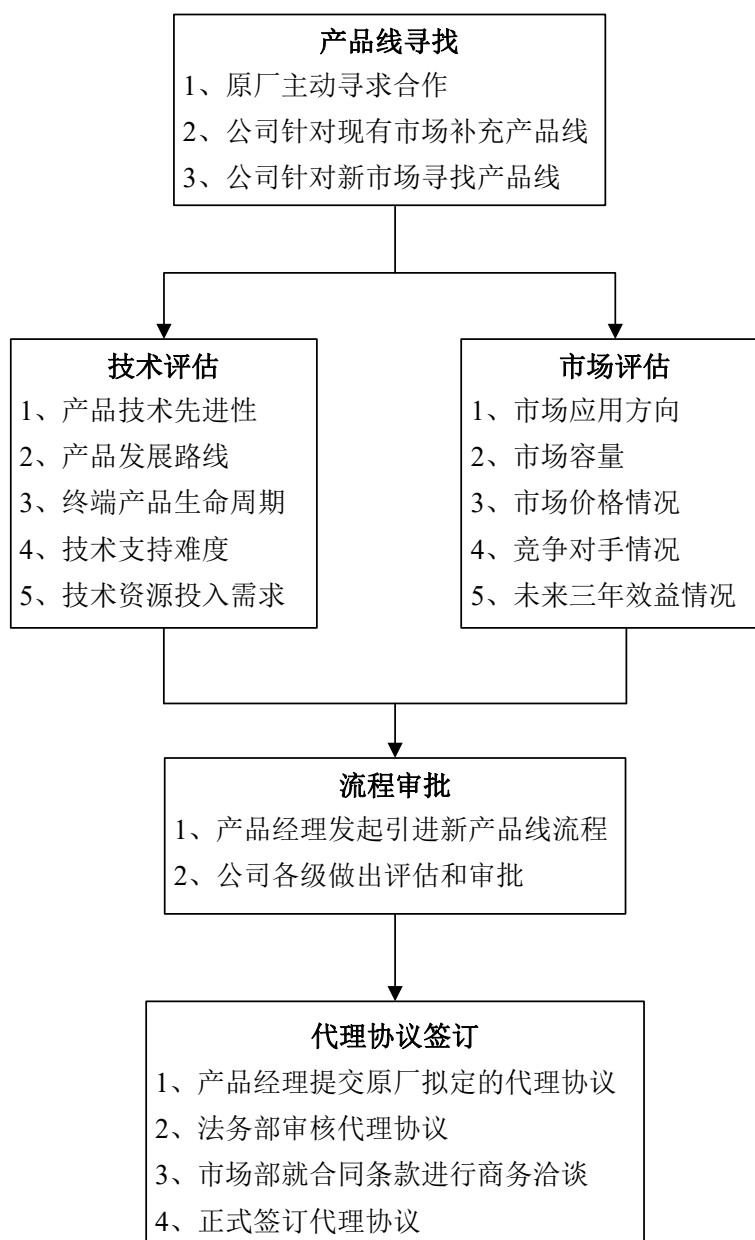 产品线寻找
1、原厂主动寻求合作
2、公司针对现有市场补充产品线
3、公司针对新市场寻找产品线
技术评估
1、产品技术先进性
2、产品发展路线
3、终端产品生命周期
4、技术支持难度
5、技术资源投入需求
市场评估
1、市场应用方向
2、市场容量
3、市场价格情况
4、竞争对手情况
5、未来三年效益情况
流程审批
1、产品经理发起引进新产品线流程
2、公司各级做出评估和审批
代理协议签订
1、产品经理提交原厂拟定的代理协议
2、法务部审核代理协议
3、市场部就合同条款进行商务洽谈
4、正式签订代理协议